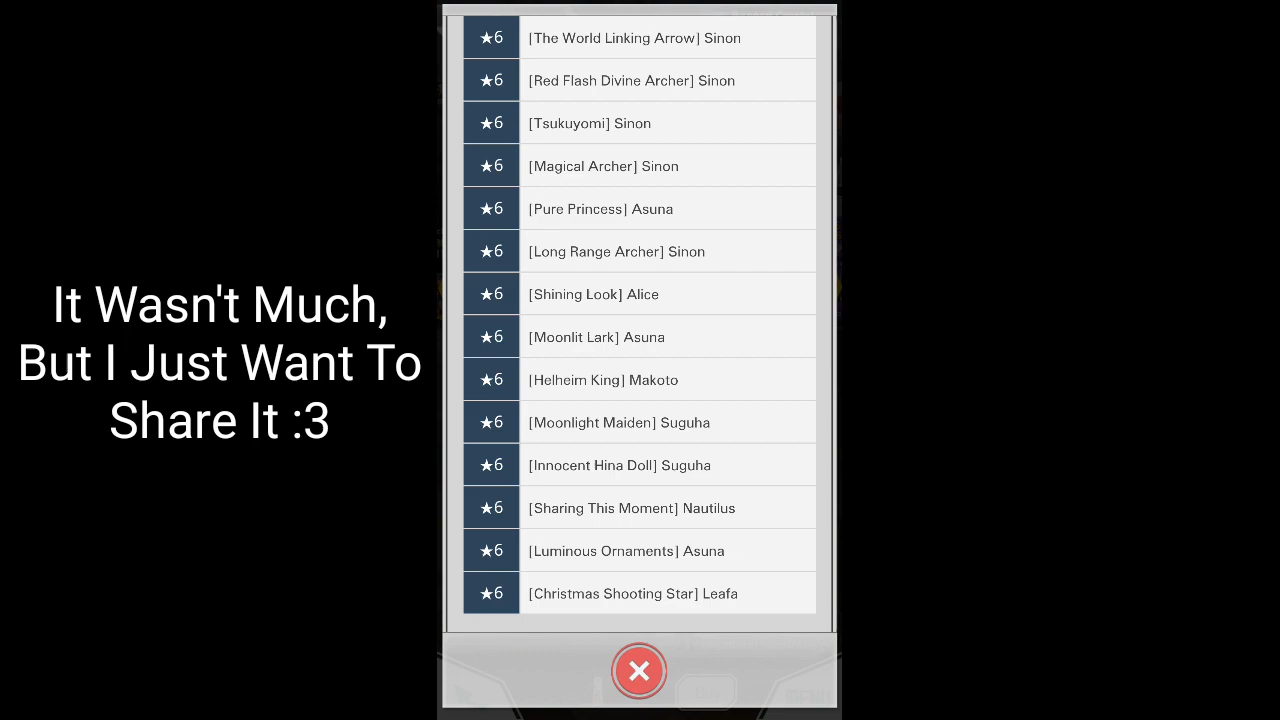 ★6 [The World Linking Arrow] Sinon
★6 [Red Flash Divine Archer] Sinon
★6 [Tsukuyomi] Sinon
★6 [Magical Archer] Sinon
★6 [Pure Princess] Asuna
★6 [Long Range Archer] Sinon
★6 [Shining Look] Alice
★6 [Moonlit Lark] Asuna
★6 [Helheim King] Makoto
★6 [Moonlight Maiden] Suguha
★6 [Innocent Hina Doll] Suguha
★6 [Sharing This Moment] Nautilus
★6 [Luminous Ornaments] Asuna
★6 [Christmas Shooting Star] Leafa
It Wasn't Much,
But I Just Want To
Share It :3